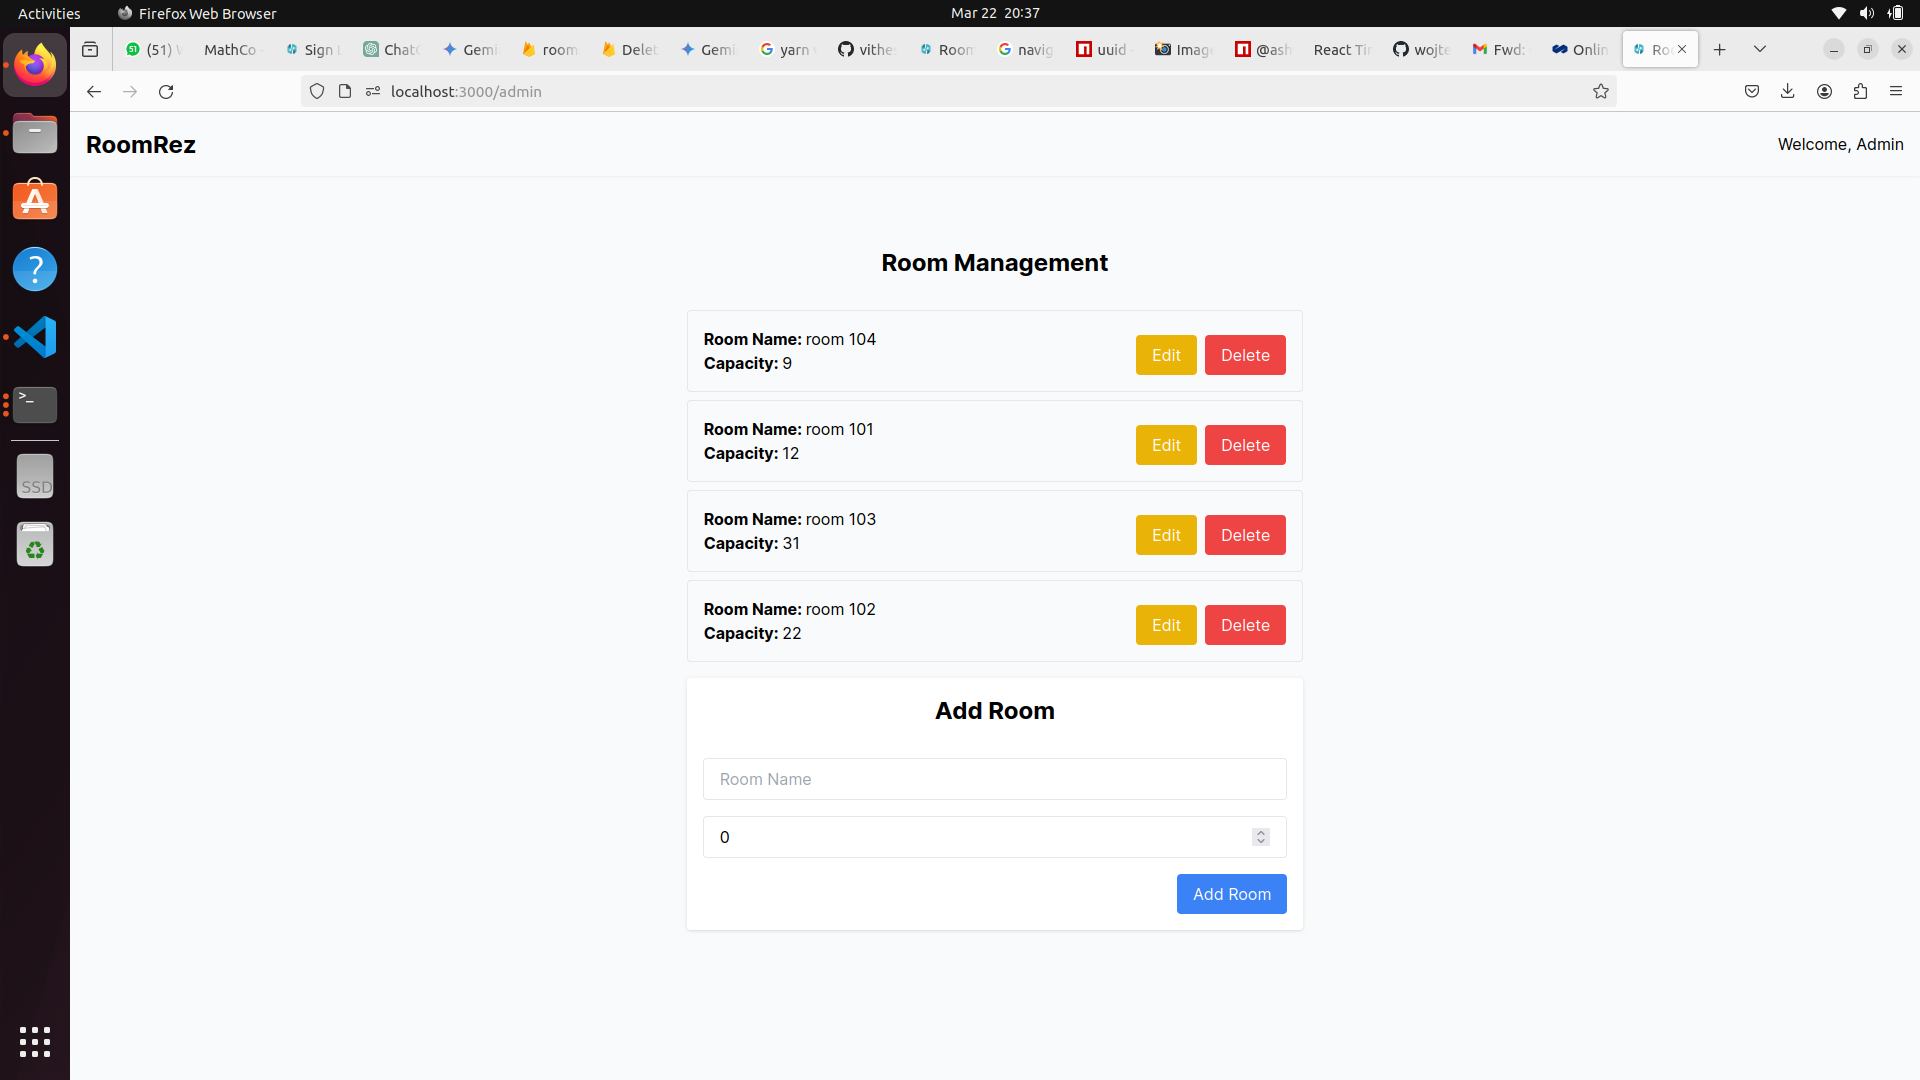 Activities
Firefox Web Browser
Mar 22 20:37
(51)
MathCo
Sign
Chat
Gemi
room
Delet
Gemi
yarn
vithe
Room
navig
uuid
Imag
@ash
React Tir
wojte
Fwd:
Onlin
Ro
localhost:3000/admin
RoomRez
Welcome, Admin
Room Management
Room Name: room 104
Capacity: 9
Edit
Delete
Room Name: room 101
Capacity: 12
Edit
Delete
Room Name: room 103
Capacity: 31
Edit
Delete
Room Name: room 102
Capacity: 22
Edit
Delete
Add Room
Room Name
0
Add Room
SSD